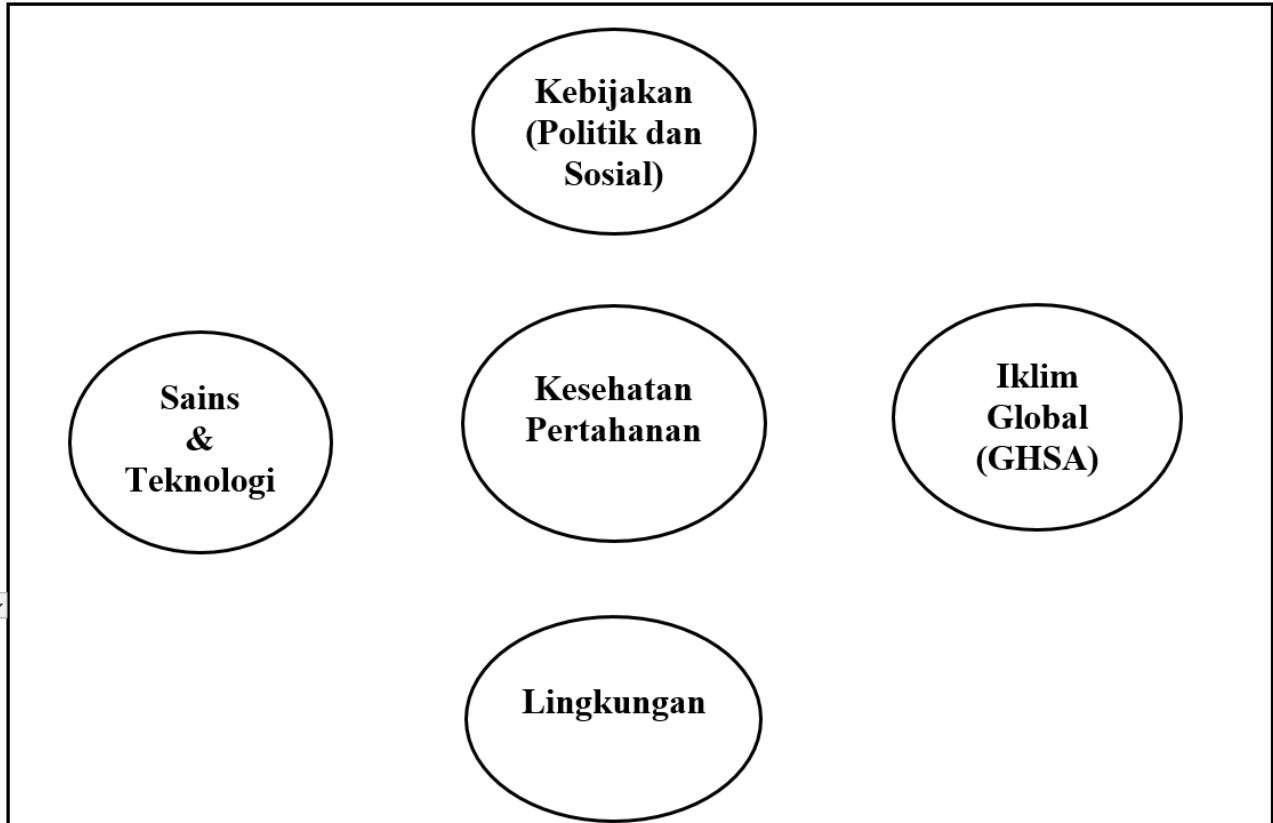 Kebijakan
(Politik dan
Sosial)
Sains
&
Teknologi
Kesehatan
Pertahanan
Iklim
Global
(GHSA)
Lingkungan